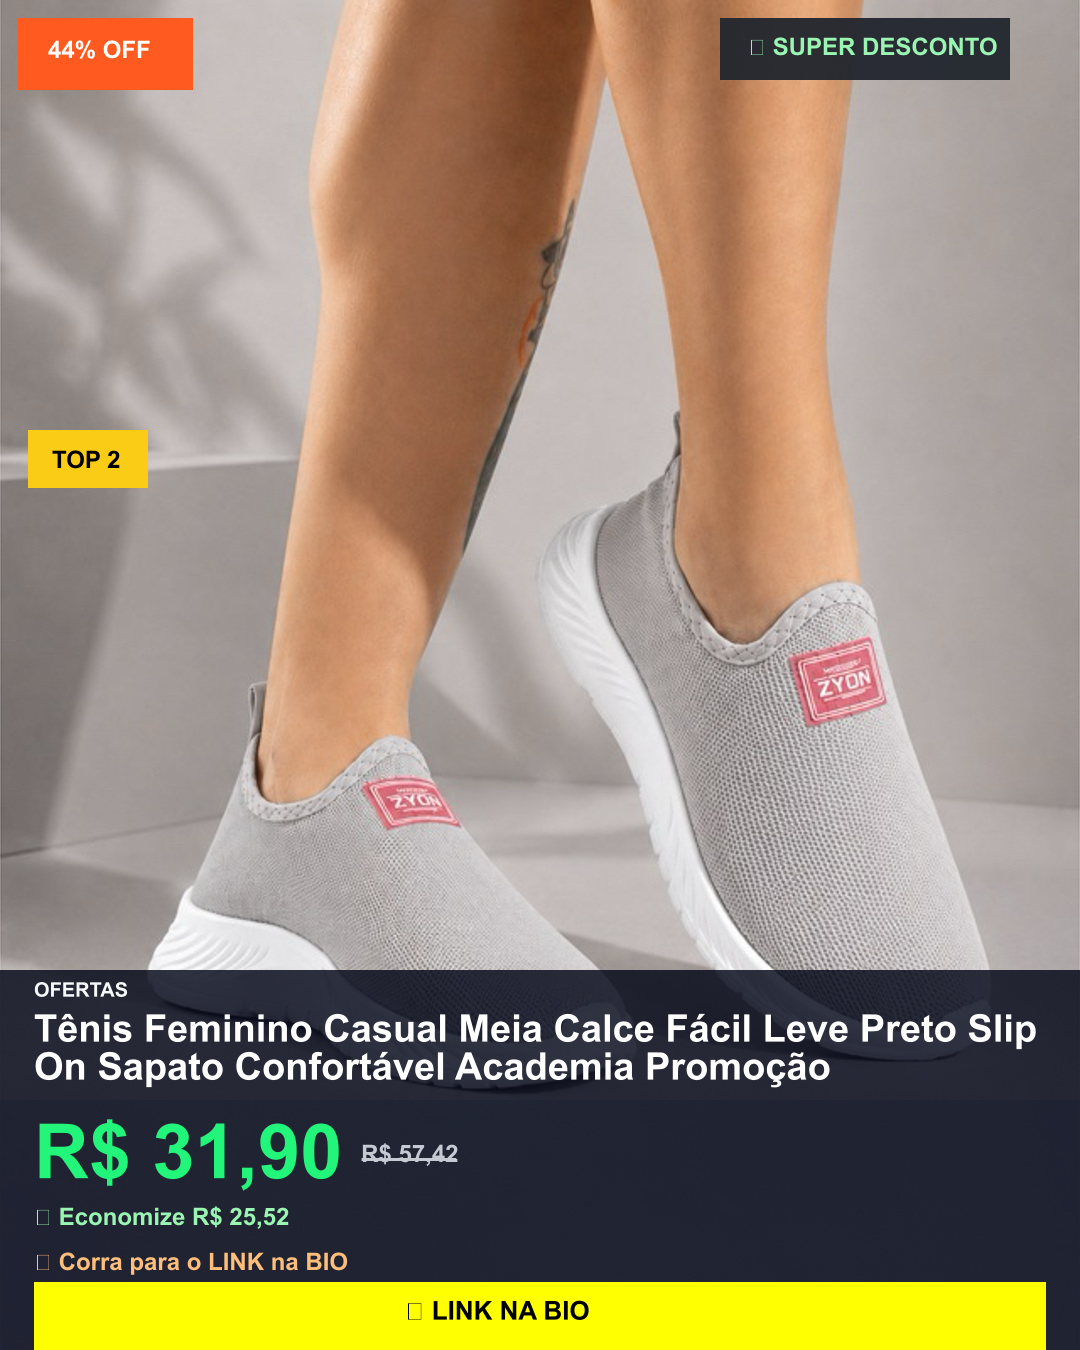 44% OFF
SUPER DESCONTO
TOP 2
ZYON
ZYON
OFERTAS
Tênis Feminino Casual Meia Calce Fácil Leve Preto Slip
On Sapato Confortável Academia Promoção
R$ 31,90 R$ 57,42
Economize R$ 25,52
Corra para o LINK na BIO
LINK NA BIO